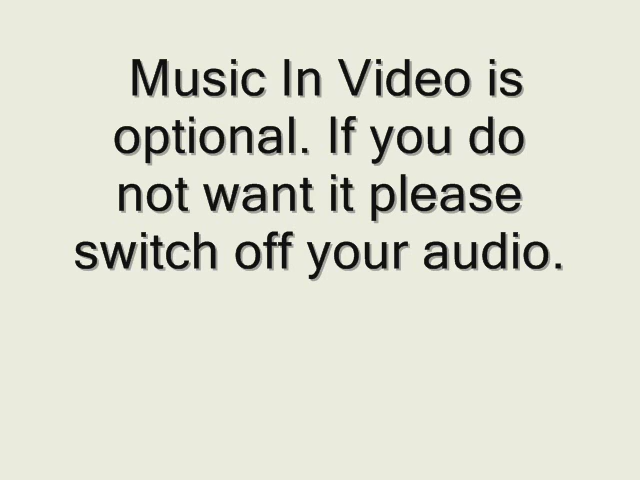 Music In Video is
optional. If you do
not want it please
switch off your audio.